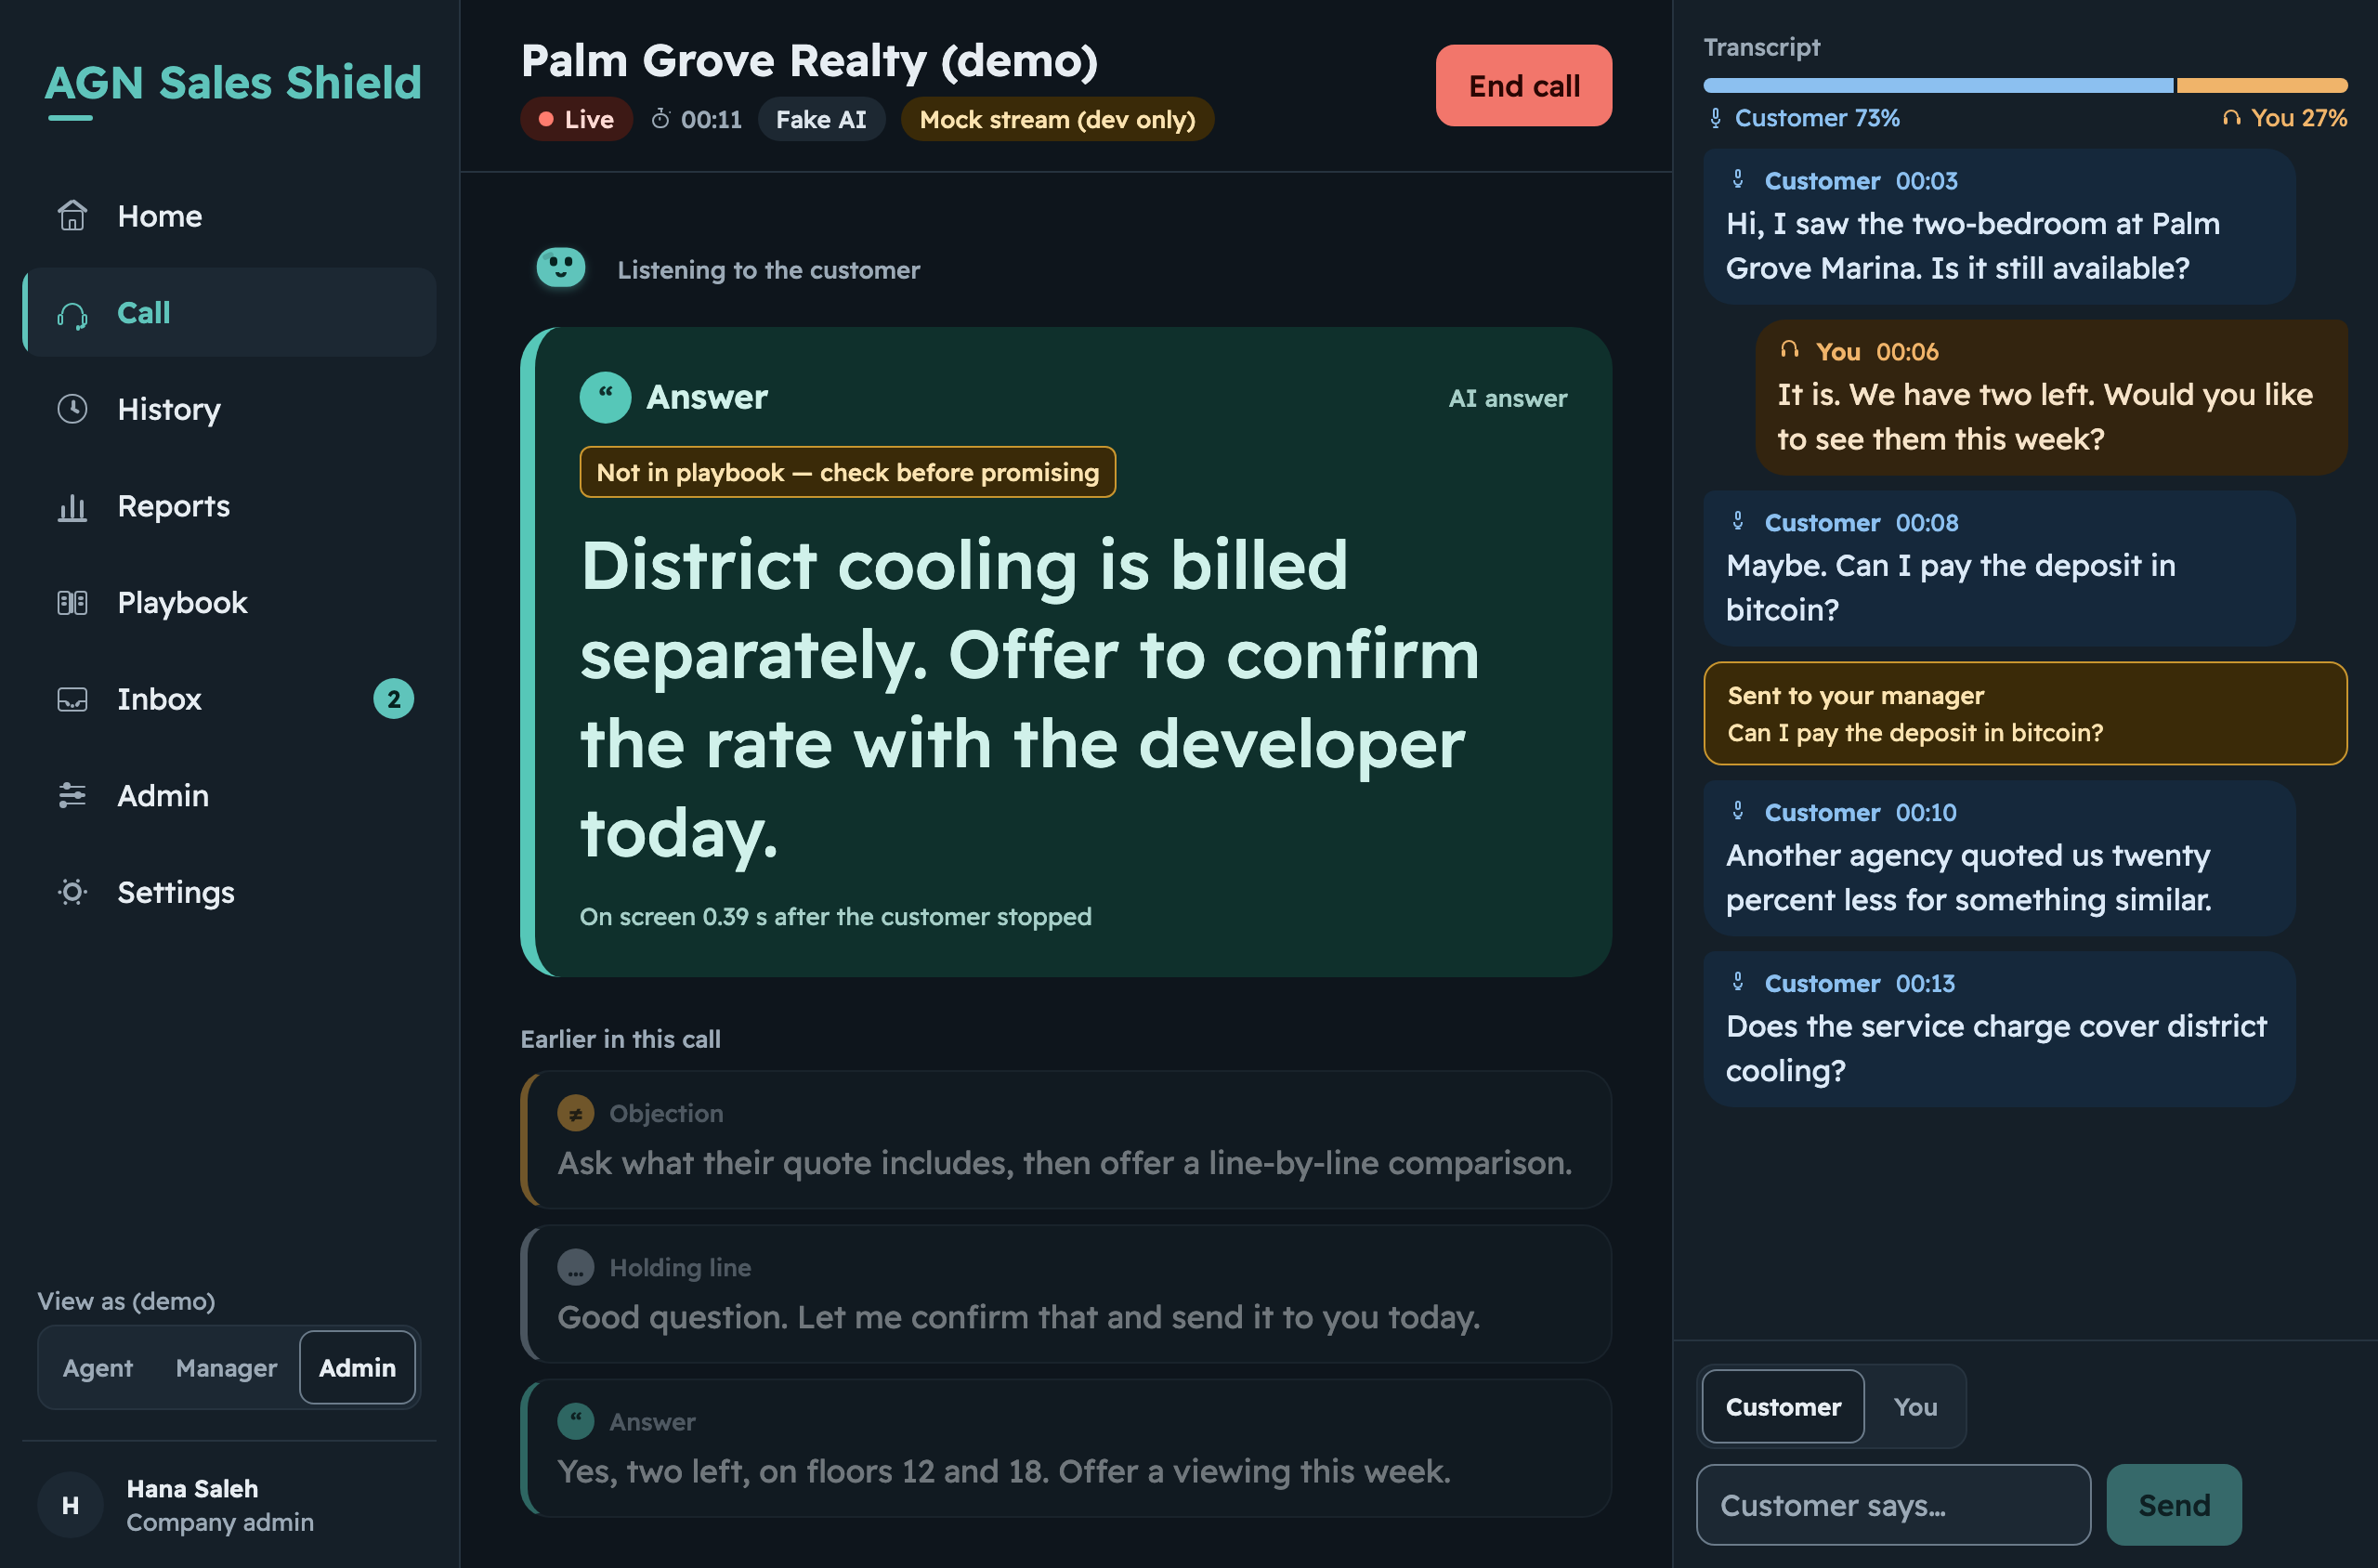 AGN Sales Shield
Home
Call
History
Reports
Playbook
Inbox
2
Admin
Settings
View as (demo)
Agent
Manager
Admin
H
Hana Saleh
Company admin
Palm Grove Realty (demo)
Live
00:11
Fake AI
Mock stream (dev only)
End call
Listening to the customer
“
Answer
AI answer
Not in playbook — check before promising
District cooling is billed
separately. Offer to confirm
the rate with the developer
today.
On screen 0.39 s after the customer stopped
Earlier in this call
≠
Objection
Ask what their quote includes, then offer a line-by-line comparison.
…
Holding line
Good question. Let me confirm that and send it to you today.
“
Answer
Yes, two left, on floors 12 and 18. Offer a viewing this week.
Transcript
Customer 73%
You 27%
Customer 00:03
Hi, I saw the two-bedroom at Palm
Grove Marina. Is it still available?
You 00:06
It is. We have two left. Would you like
to see them this week?
Customer 00:08
Maybe. Can I pay the deposit in
bitcoin?
Sent to your manager
Can I pay the deposit in bitcoin?
Customer 00:10
Another agency quoted us twenty
percent less for something similar.
Customer 00:13
Does the service charge cover district
cooling?
Customer
You
Customer says…
Send